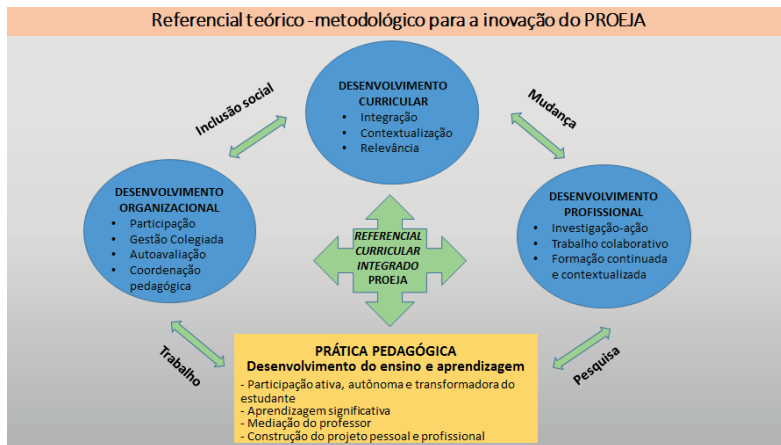 Referencial teórico -metodológico para a inovação do PROEJA
Inclusão social
DESENVOLVIMENTO
CURRICULAR
• Integração
• Contextualização
• Relevância
Mudança
DESENVOLVIMENTO
ORGANIZACIONAL
• Participação
• Gestão Colegiada
• Autoavaliação
• Coordenação
pedagógica
REFERENCIAL
CURRICULAR
INTEGRADO
PROEJA
DESENVOLVIMENTO
PROFISSIONAL
• Investigação-ação
• Trabalho colaborativo
• Formação continuada
e contextualizada
Trabalho
PRÁTICA PEDAGÓGICA
Desenvolvimento do ensino e aprendizagem
- Participação ativa, autônoma e transformadora do
estudante
- Aprendizagem significativa
- Mediação do professor
- Construção do projeto pessoal e profissional
Pesquisa